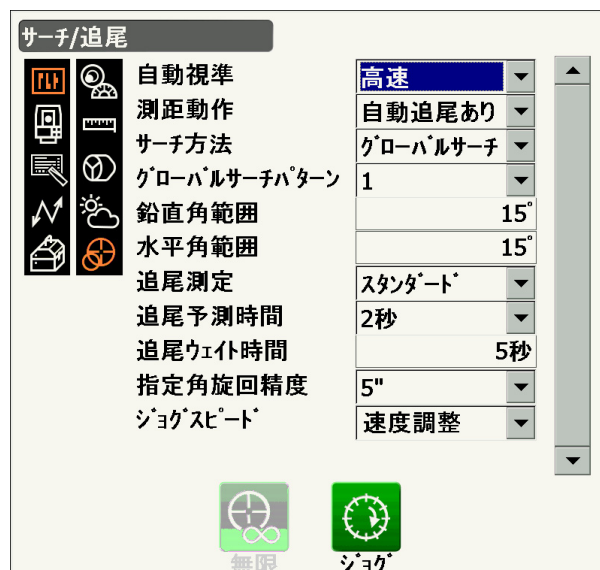 サーチ/追尾
自動視準 高速
測距動作 自動追尾あり
サーチ方法 ｸﾞﾛｰﾊﾞﾙサーチ
ｸﾞﾛｰﾊﾞﾙサーチﾊﾟﾀｰﾝ 1
鉛直角範囲 15°
水平角範囲 15°
追尾測定 ｽﾀﾝﾀﾞｰﾄﾞ
追尾予測時間 2秒
追尾ｳｪｲﾄ時間 5秒
指定角旋回精度 5"
ｼﾞｮｸﾞｽﾋﾟｰﾄﾞ 速度調整
無限 ｼﾞｮｸﾞ